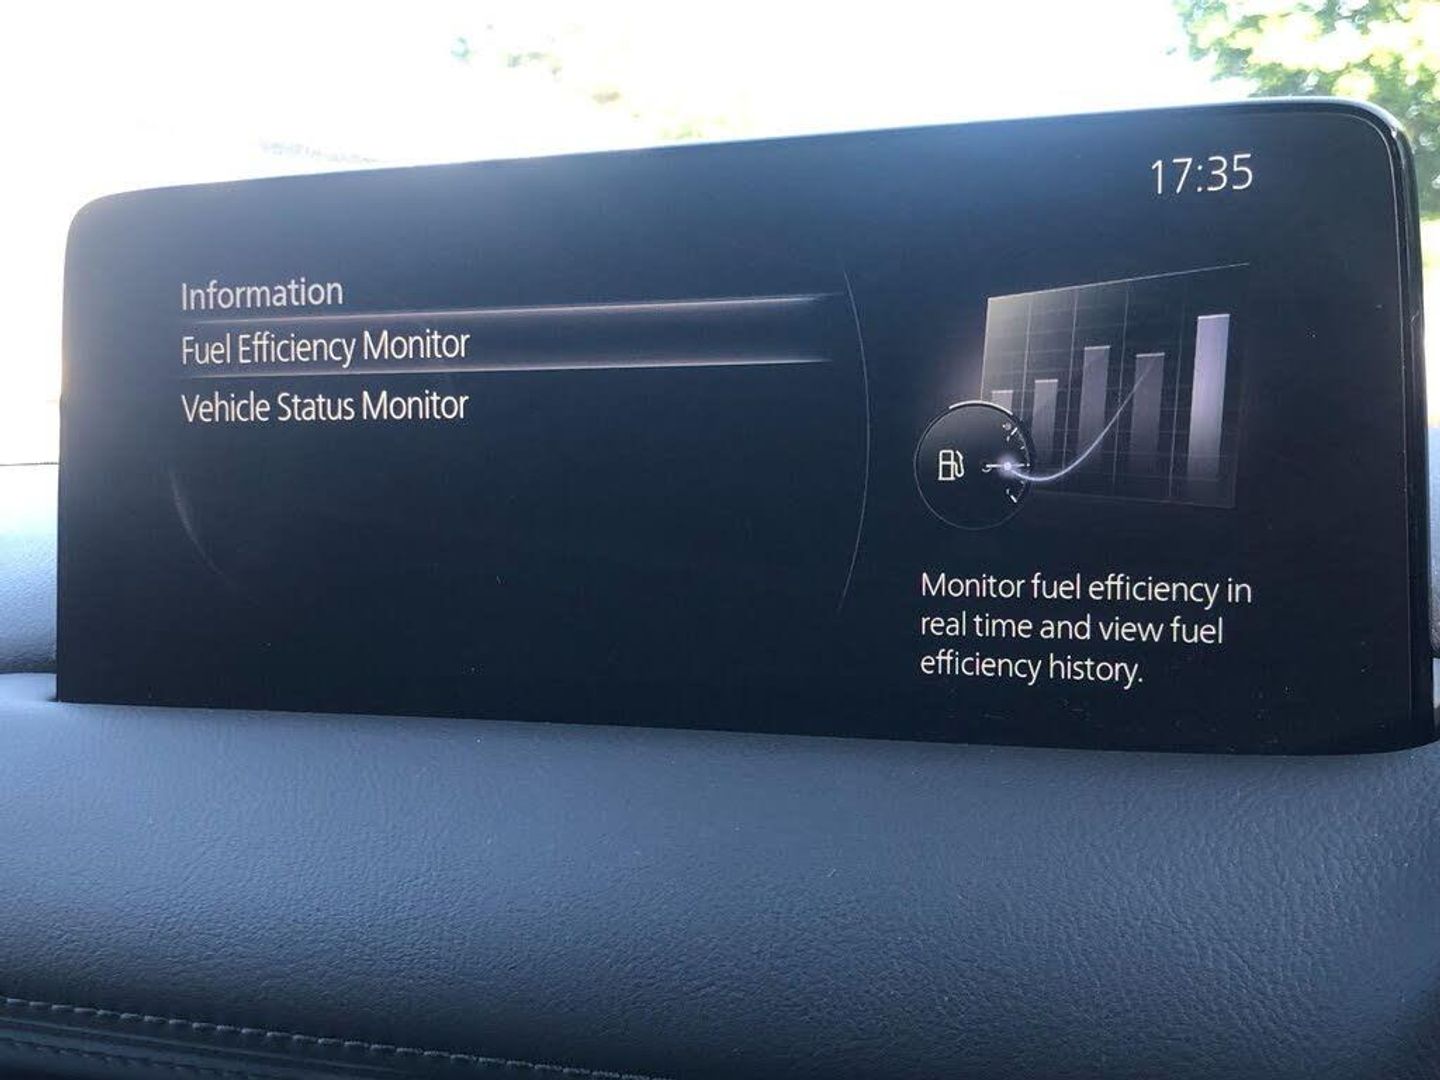 17:35
Information
Fuel Efficiency Monitor
Vehicle Status Monitor
Monitor fuel efficiency in
real time and view fuel
efficiency history.